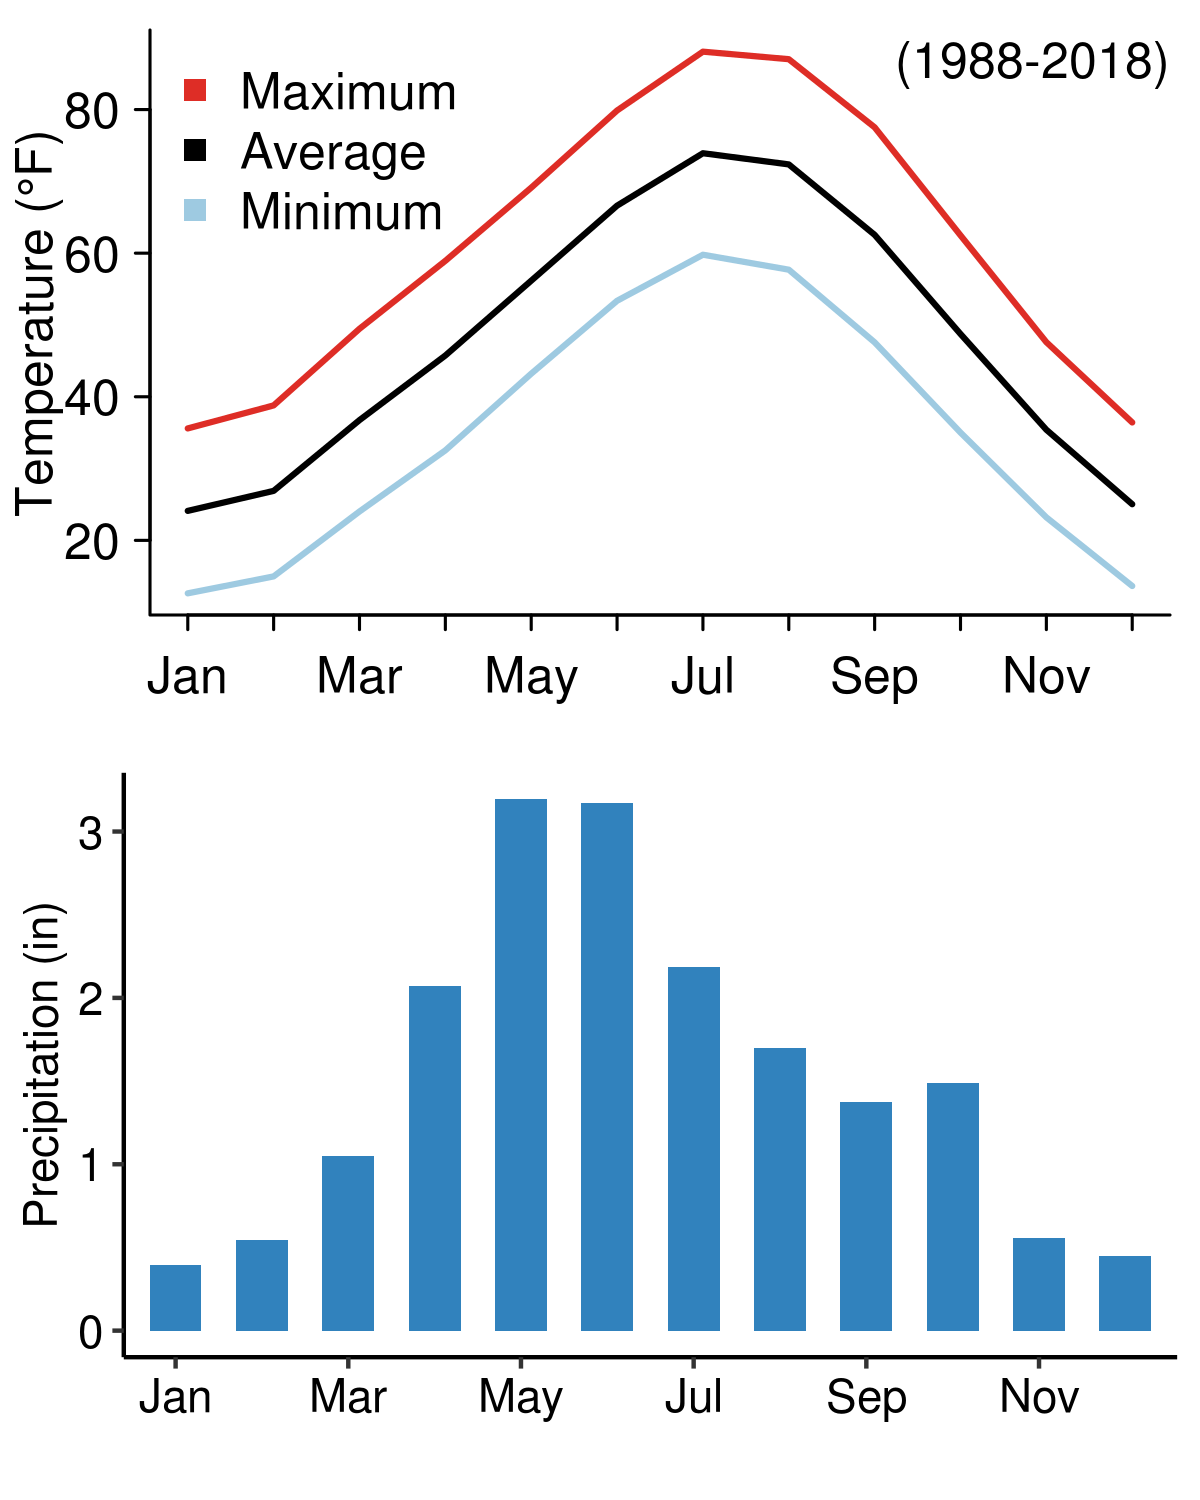 (1988-2018)
Maximum
Average
Minimum
Temperature (°F)
80
60
40
20
Jan Mar May Jul Sep Nov
Precipitation (in)
3
2
1
0
Jan Mar May Jul Sep Nov